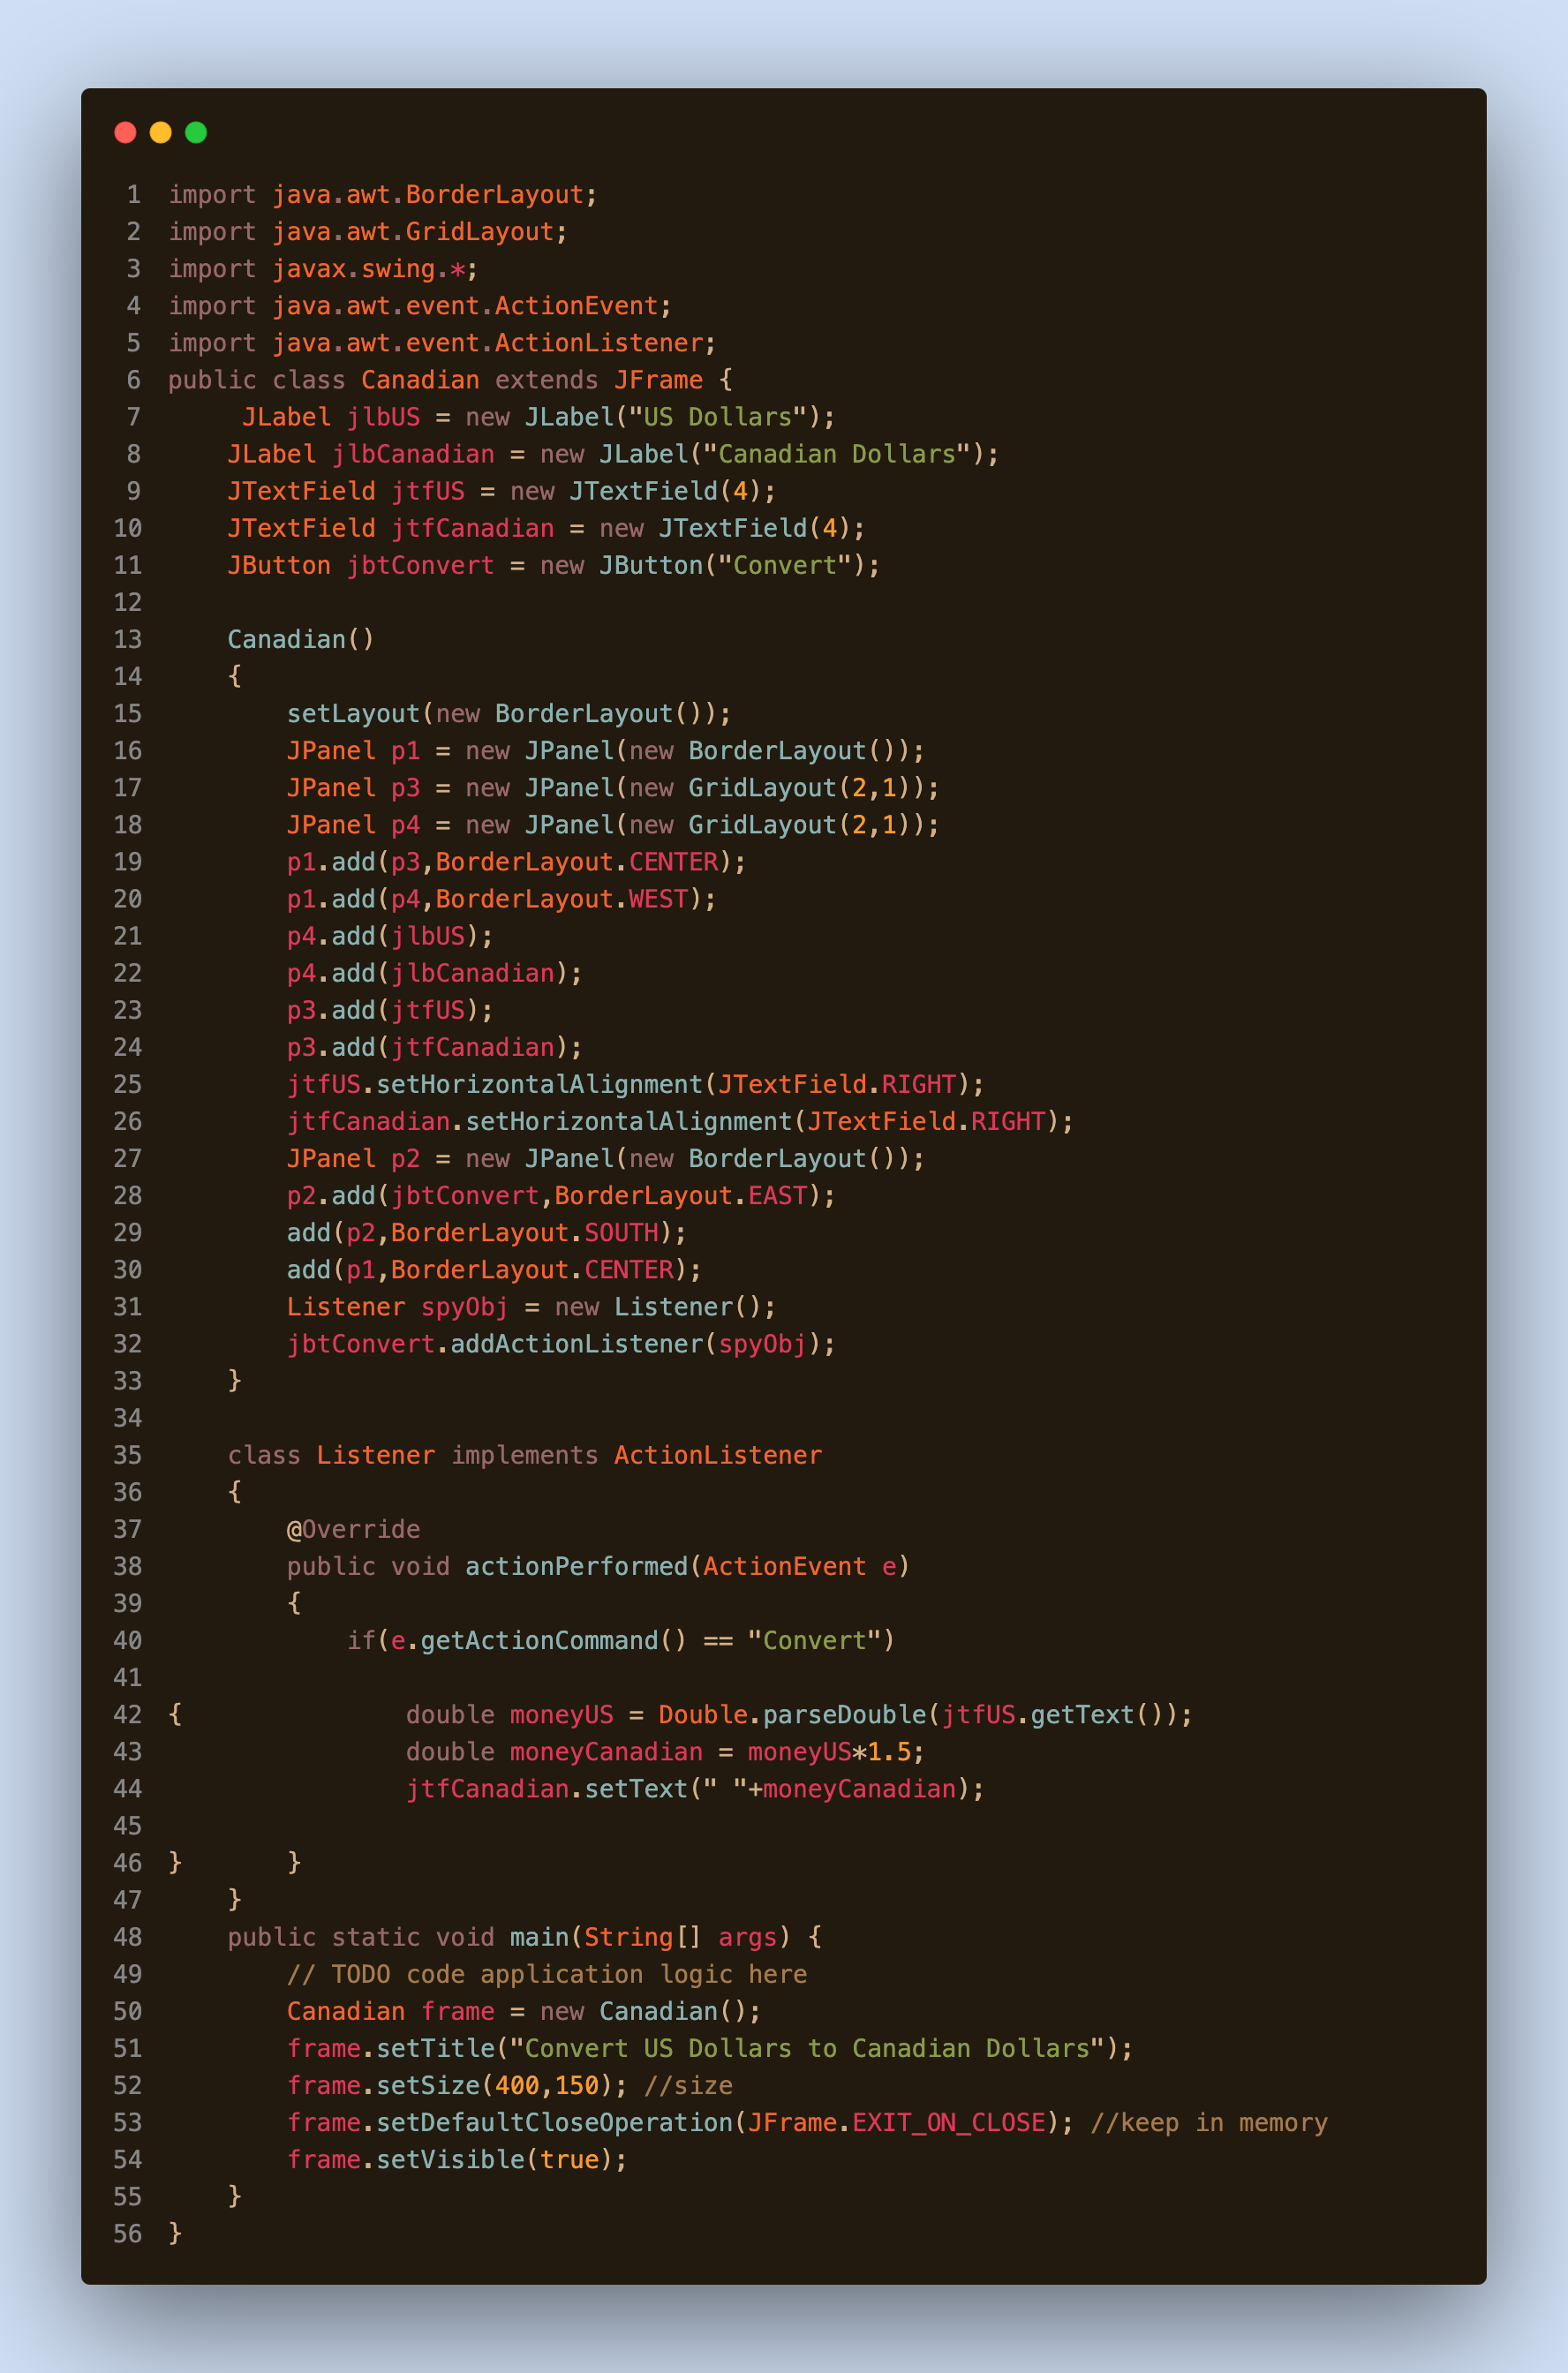 1 import java.awt.BorderLayout;
2 import java.awt.GridLayout;
3 import javax.swing.*;
4 import java.awt.event.ActionEvent;
5 import java.awt.event.ActionListener;
6 public class Canadian extends JFrame {
7      JLabel jlbUS = new JLabel("US Dollars");
8     JLabel jlbCanadian = new JLabel("Canadian Dollars");
9     JTextField jtfUS = new JTextField(4);
10     JTextField jtfCanadian = new JTextField(4);
11     JButton jbtConvert = new JButton("Convert");
12
13     Canadian()
14     {
15         setLayout(new BorderLayout());
16         JPanel p1 = new JPanel(new BorderLayout());
17         JPanel p3 = new JPanel(new GridLayout(2,1));
18         JPanel p4 = new JPanel(new GridLayout(2,1));
19         p1.add(p3,BorderLayout.CENTER);
20         p1.add(p4,BorderLayout.WEST);
21         p4.add(jlbUS);
22         p4.add(jlbCanadian);
23         p3.add(jtfUS);
24         p3.add(jtfCanadian);
25         jtfUS.setHorizontalAlignment(JTextField.RIGHT);
26         jtfCanadian.setHorizontalAlignment(JTextField.RIGHT);
27         JPanel p2 = new JPanel(new BorderLayout());
28         p2.add(jbtConvert,BorderLayout.EAST);
29         add(p2,BorderLayout.SOUTH);
30         add(p1,BorderLayout.CENTER);
31         Listener spyObj = new Listener();
32         jbtConvert.addActionListener(spyObj);
33     }
34
35     class Listener implements ActionListener
36     {
37         @Override
38         public void actionPerformed(ActionEvent e)
39         {
40             if(e.getActionCommand() == "Convert")
41
42 {               double moneyUS = Double.parseDouble(jtfUS.getText());
43                 double moneyCanadian = moneyUS*1.5;
44                 jtfCanadian.setText(" "+moneyCanadian);
45
46 }       }
47     }
48     public static void main(String[] args) {
49         // TODO code application logic here
50         Canadian frame = new Canadian();
51         frame.setTitle("Convert US Dollars to Canadian Dollars");
52         frame.setSize(400,150); //size
53         frame.setDefaultCloseOperation(JFrame.EXIT_ON_CLOSE); //keep in memory
54         frame.setVisible(true);
55     }
56 }